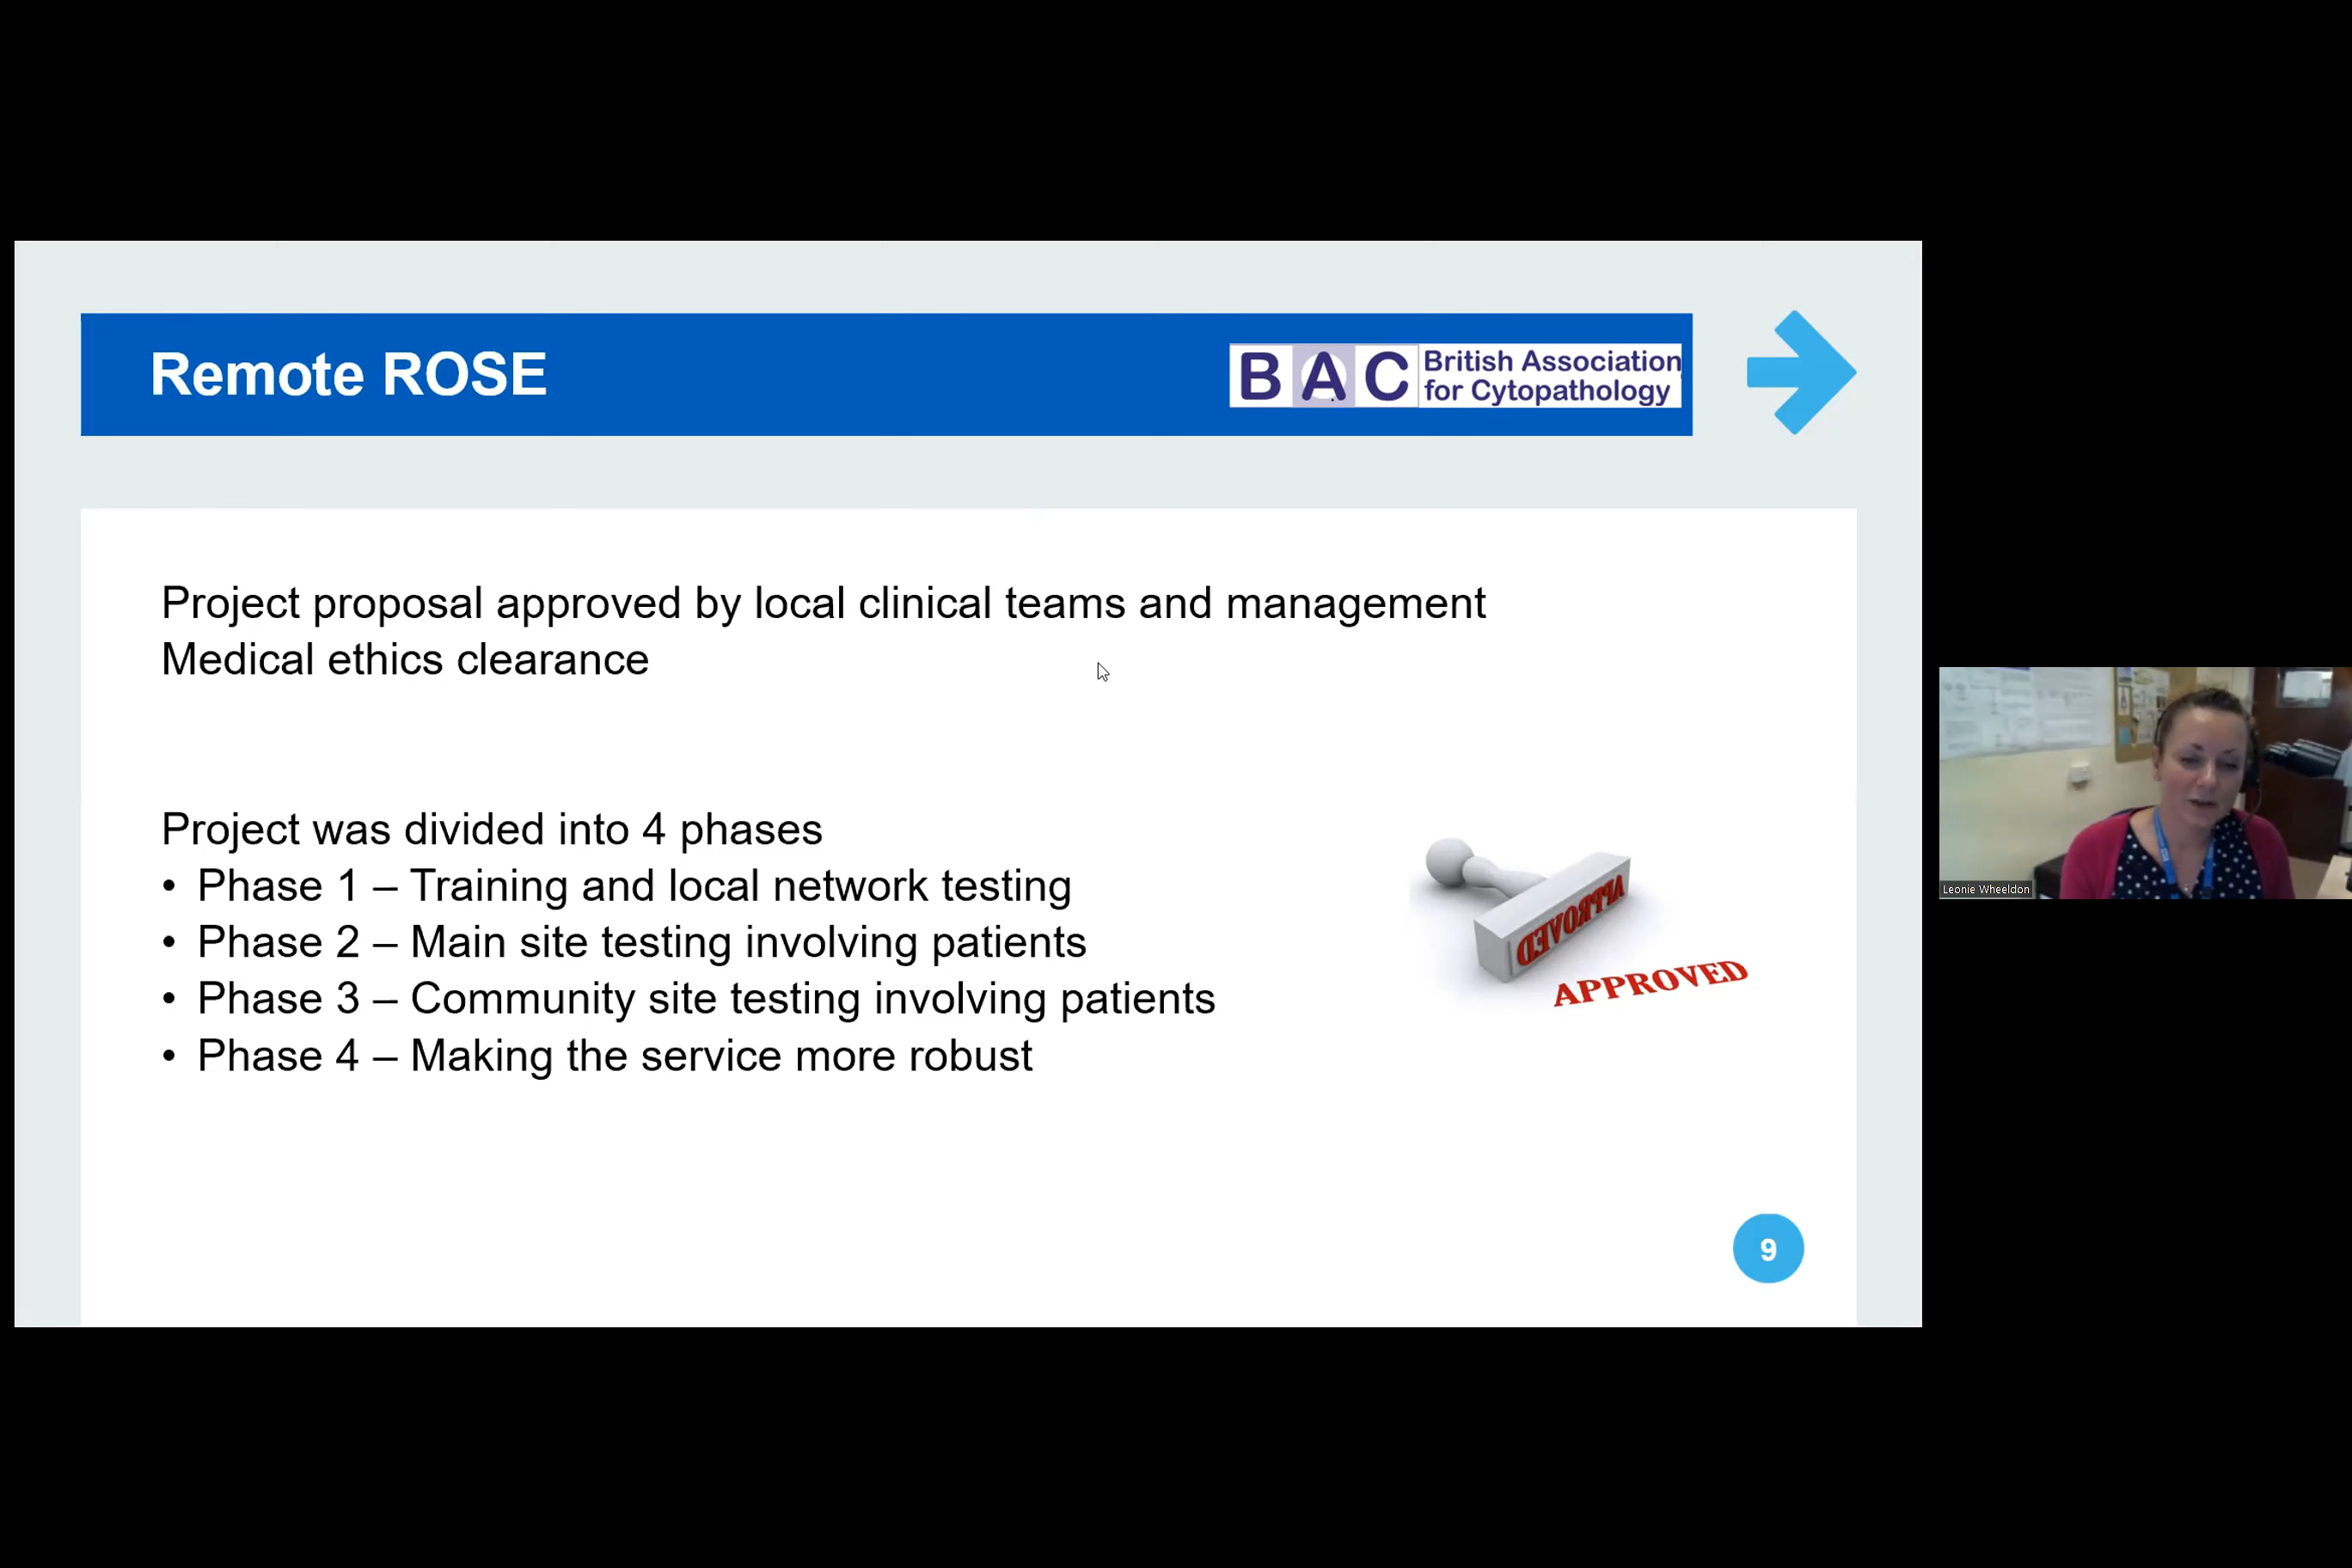 Remote ROSE
BAC British Association
for Cytopathology
Project proposal approved by local clinical teams and management
Medical ethics clearance
Project was divided into 4 phases
• Phase 1 – Training and local network testing
• Phase 2 – Main site testing involving patients
• Phase 3 – Community site testing involving patients
• Phase 4 – Making the service more robust
APPROVED
APPROVED
9
Leonie Wheeldon